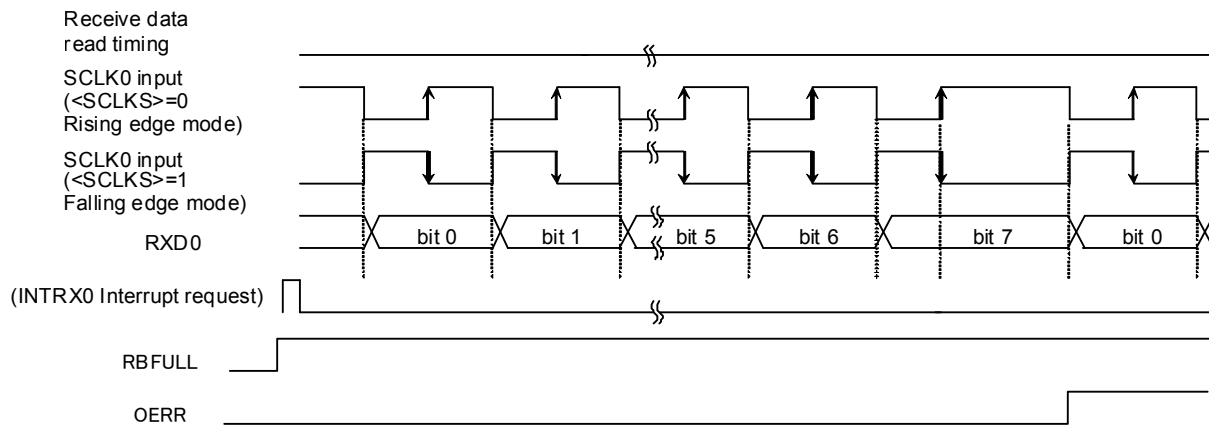 Receive data
read timing
SCLK0 input
(<SCLKS>=0
Rising edge mode)
SCLK0 input
(<SCLKS>=1
Falling edge mode)
RXD0
bit 0
bit 1
bit 5
bit 6
bit 7
bit 0
(INTRX0 Interrupt request)
RBFULL
OERR